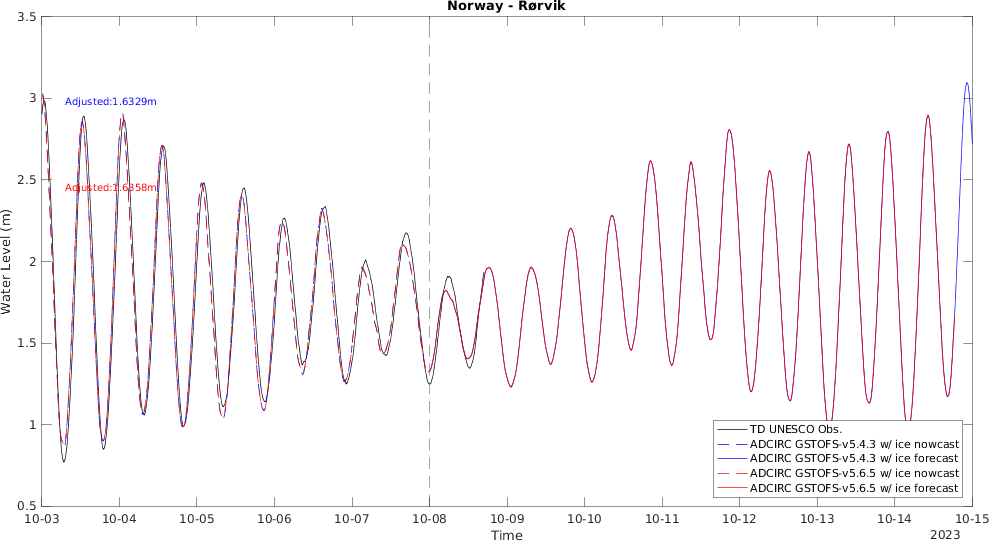 Norway - Rørvik
3.5
3
2.5
2
1.5
1
0.5
Water Level (m)
Adjusted:1.6329m
Adjusted:1.6358m
TD UNESCO Obs.
ADCIRC GSTOFS-v5.4.3 w/ ice nowcast
ADCIRC GSTOFS-v5.4.3 w/ ice forecast
ADCIRC GSTOFS-v5.6.5 w/ ice nowcast
ADCIRC GSTOFS-v5.6.5 w/ ice forecast
10-03 10-04 10-05 10-06 10-07 10-08 10-09 10-10 10-11 10-12 10-13 10-14 10-15
Time
2023